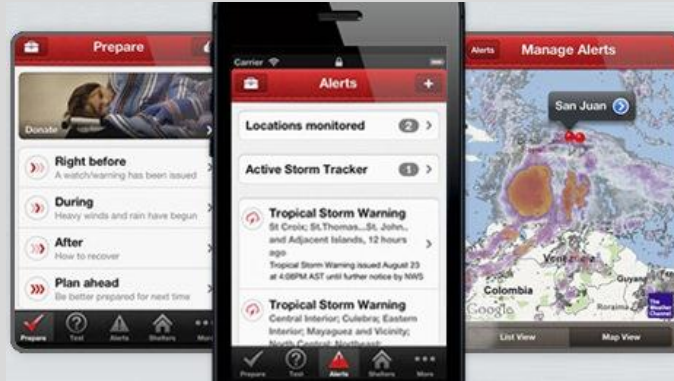 Prepare
Donate
Right before
A watch/warning has been issued
During
Heavy winds and rain have begun
After
How to recover
Plan ahead
Be better prepared for next time
Prepare
Test
Alerts
Shelters
More
Carrier
Alerts
Locations monitored
2
Active Storm Tracker
1
Tropical Storm Warning
St Croix; St.Thomas...St. John..
and Adjacent Islands, 12 hours
ago
Tropical Storm Warning issued August 23
at 4:08PM AST until further notice by NWS
Tropical Storm Warning
Central Interior; Culebra; Eastern
Interior; Mayaguez and Vicinity;
North Central; Northeast;
Prepare
Test
Alerts
Shelters
More
Alerts
Manage Alerts
San Juan
Venezuela
Guyana
Colombia
Roraima
Google
The
Weather
Channel
List View
Map View